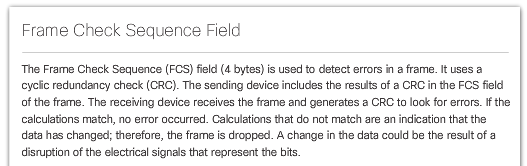 Frame Check Sequence Field
The Frame Check Sequence (FCS) field (4 bytes) is used to detect errors in a frame. It uses a
cyclic redundancy check (CRC). The sending device includes the results of a CRC in the FCS field
of the frame. The receiving device receives the frame and generates a CRC to look for errors. If the
calculations match, no error occurred. Calculations that do not match are an indication that the
data has changed; therefore, the frame is dropped. A change in the data could be the result of a
disruption of the electrical signals that represent the bits.